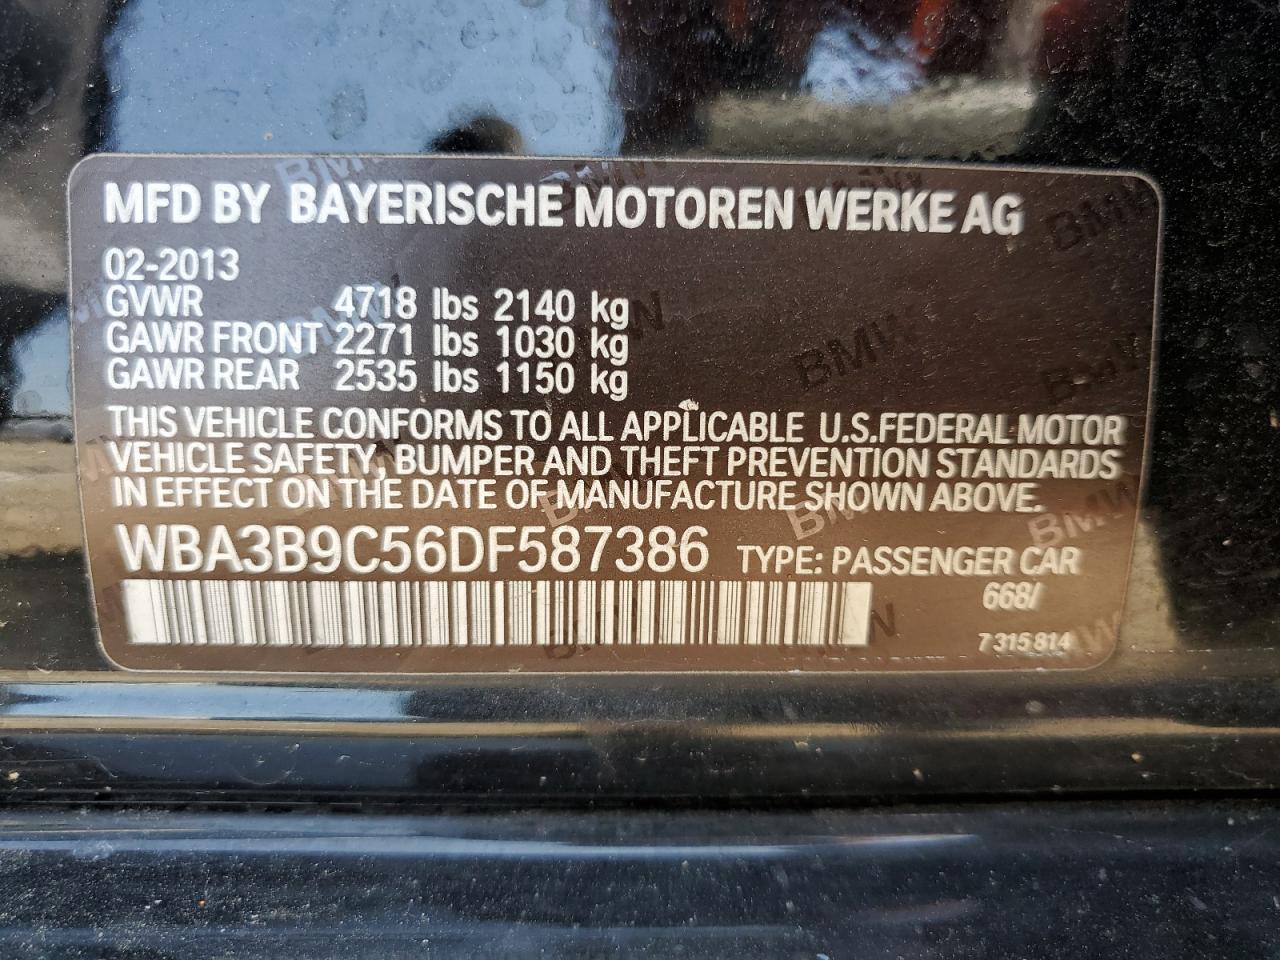 MFD BY BAYERISCHE MOTOREN WERKE AG
02-2013
GVWR 4718 lbs 2140 kg
GAWR FRONT 2271 lbs 1030 kg
GAWR REAR 2535 lbs 1150 kg
THIS VEHICLE CONFORMS TO ALL APPLICABLE U.S.FEDERAL MOTOR
VEHICLE SAFETY, BUMPER AND THEFT PREVENTION STANDARDS
IN EFFECT ON THE DATE OF MANUFACTURE SHOWN ABOVE.
WBA3B9C56DF587386 TYPE: PASSENGER CAR
668/
7 315 814